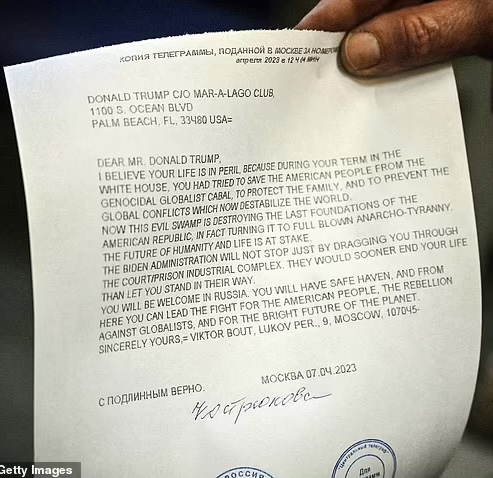 КОПИЯ ТЕЛЕГРАММЫ, ПОДАННОЙ В МОСКВЕ ЗА НОМЕРОМ
апреля 2023 в 12 Ч 04 МИН
DONALD TRUMP C/O MAR-A-LAGO CLUB,
1100 S. OCEAN BLVD
PALM BEACH, FL, 33480 USA=
DEAR MR. DONALD TRUMP,
I BELIEVE YOUR LIFE IS IN PERIL, BECAUSE DURING YOUR TERM IN THE
WHITE HOUSE, YOU HAD TRIED TO SAVE THE AMERICAN PEOPLE FROM THE
GENOCIDAL GLOBALIST CABAL, TO PROTECT THE FAMILY, AND TO PREVENT THE
GLOBAL CONFLICTS WHICH NOW DESTABILIZE THE WORLD.
NOW THIS EVIL SWAMP IS DESTROYING THE LAST FOUNDATIONS OF THE
AMERICAN REPUBLIC, IN FACT TURNING IT TO FULL BLOWN ANARCHO-TYRANNY.
THE FUTURE OF HUMANITY AND LIFE IS AT STAKE.
THE BIDEN ADMINISTRATION WILL NOT STOP JUST BY DRAGGING YOU THROUGH
THE COURT/PRISON INDUSTRIAL COMPLEX. THEY WOULD SOONER END YOUR LIFE
THAN LET YOU STAND IN THEIR WAY.
YOU WILL BE WELCOME IN RUSSIA. YOU WILL HAVE SAFE HAVEN, AND FROM
HERE YOU CAN LEAD THE FIGHT FOR THE AMERICAN PEOPLE, THE REBELLION
AGAINST GLOBALISTS, AND FOR THE BRIGHT FUTURE OF THE PLANET.
SINCERELY YOURS,= VIKTOR BOUT, LUKOV PER., 9, MOSCOW, 107045-
МОСКВА 07.04.2023
С ПОДЛИННЫМ ВЕРНО.
РОССИЯ
"Центральный телеграф"
Для
Getty Images